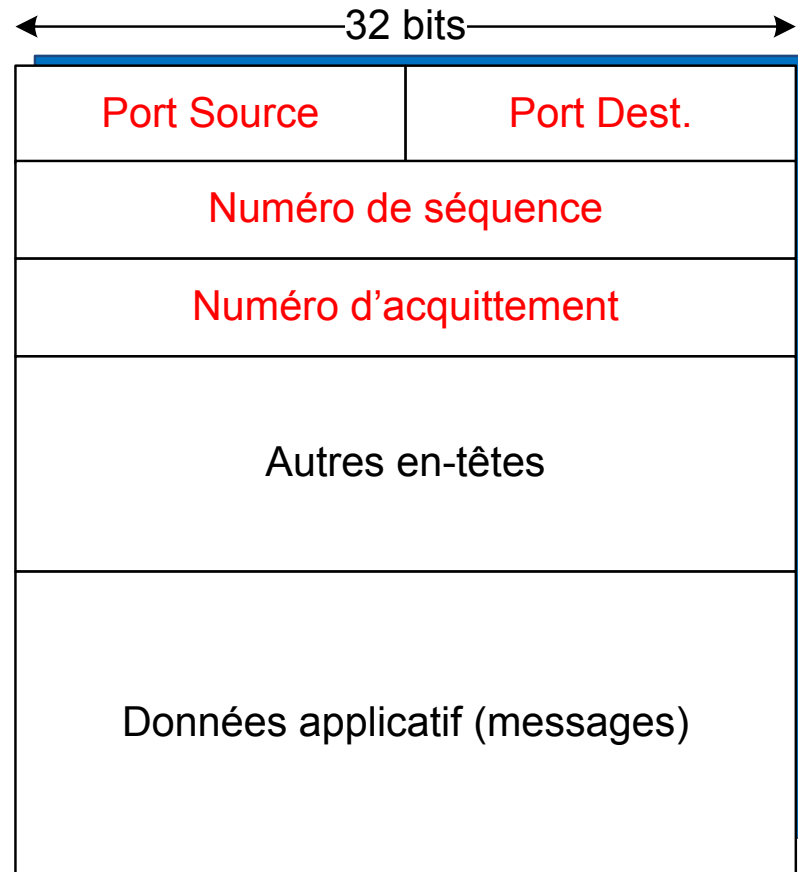 32 bits
Port Source
Port Dest.
Numéro de séquence
Numéro d’acquittement
Autres en-têtes
Données applicatif (messages)